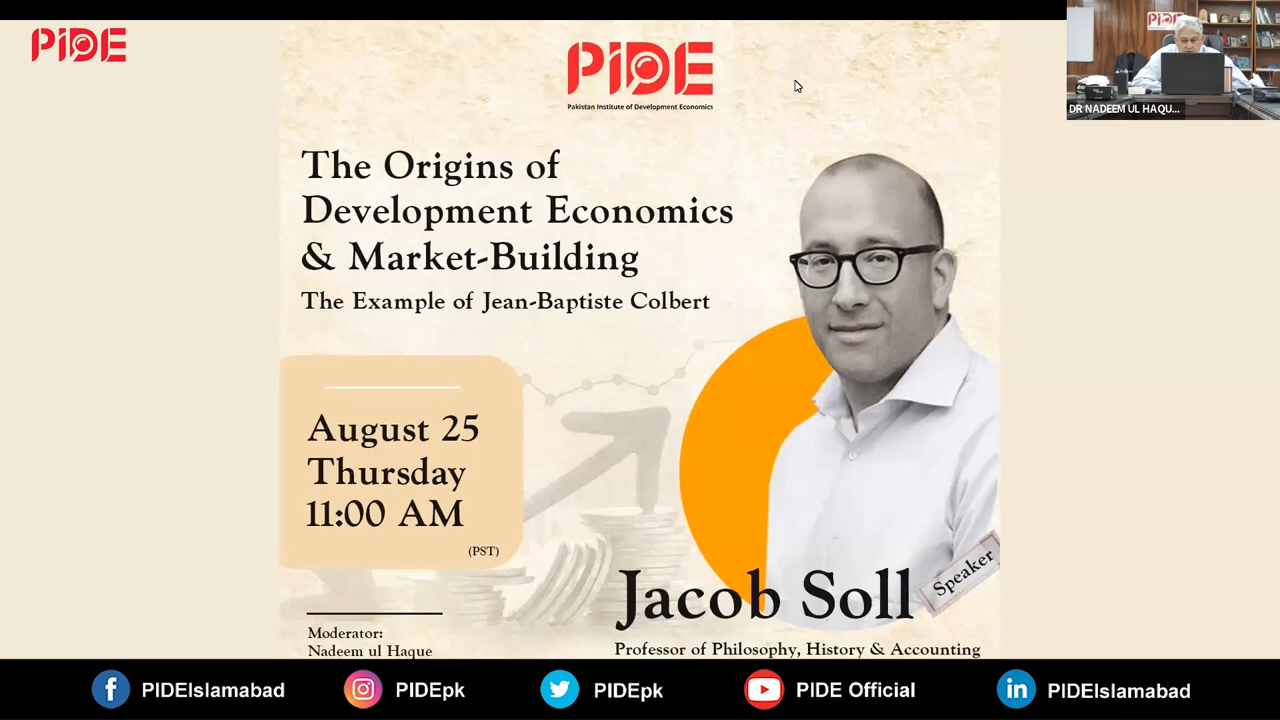 PiDE
PiDE
Pakistan Institute of Development Economics
PiDE
DR NADEEM UL HAQU...
The Origins of
Development Economics
& Market-Building
The Example of Jean-Baptiste Colbert
August 25
Thursday
11:00 AM
(PST)
Speaker
Jacob Soll
Professor of Philosophy, History & Accounting
Moderator:
Nadeem ul Haque
PIDEIslamabad
PIDEpk
PIDEpk
PIDE Official
PIDEIslamabad